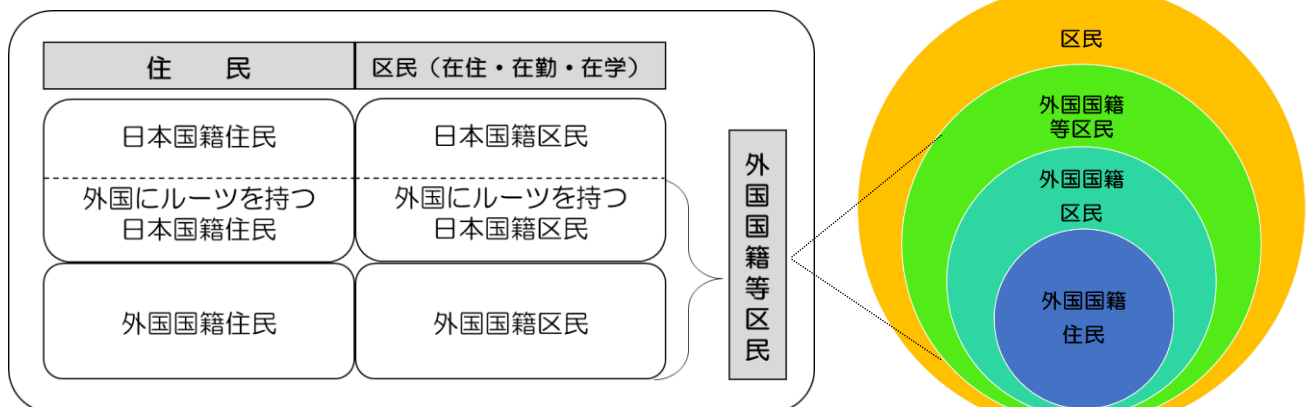 住　民
区民（在住・在勤・在学）
日本国籍住民
日本国籍区民
外国にルーツを持つ
日本国籍住民
外国にルーツを持つ
日本国籍区民
外国国籍住民
外国国籍区民
外国国籍等区民
区民
外国国籍
等区民
外国国籍
区民
外国国籍
住民